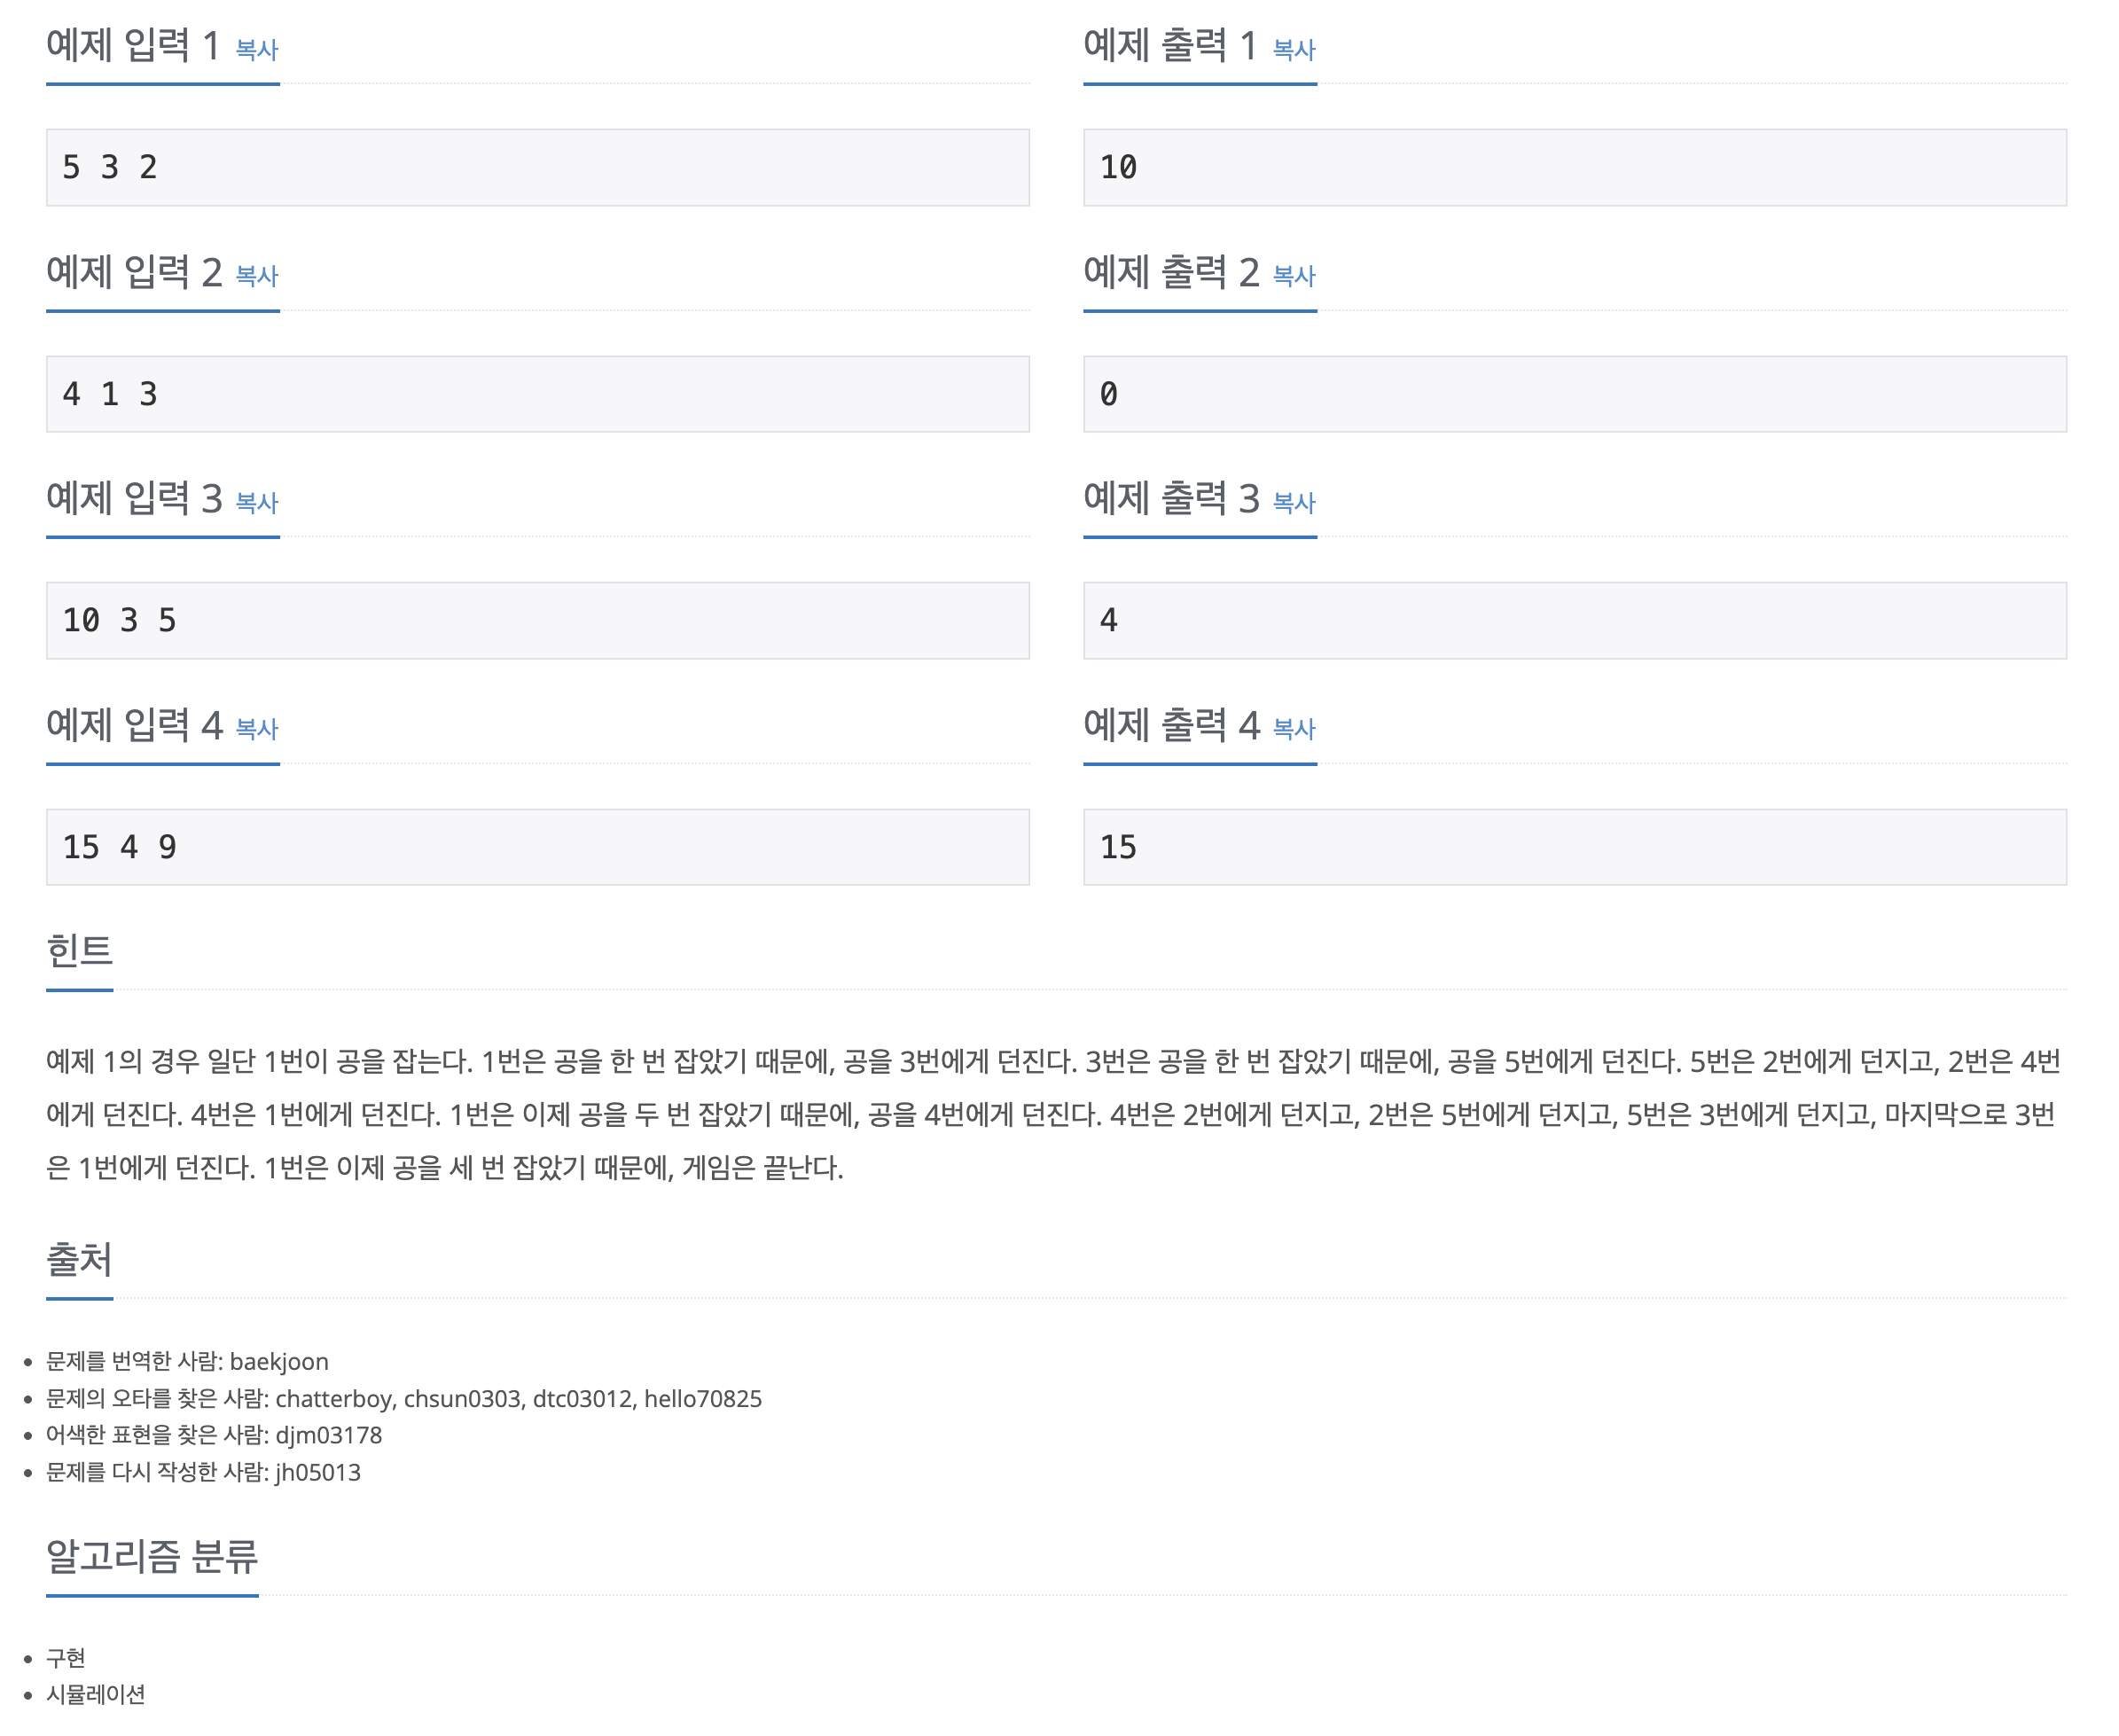 예제 입력 1 복사
예제 출력 1 복사
5 3 2
10
예제 입력 2 복사
예제 출력 2 복사
4 1 3
0
예제 입력 3 복사
예제 출력 3 복사
10 3 5
4
예제 입력 4 복사
예제 출력 4 복사
15 4 9
15
힌트
예제 1의 경우 일단 1번이 공을 잡는다. 1번은 공을 한 번 잡았기 때문에, 공을 3번에게 던진다. 3번은 공을 한 번 잡았기 때문에, 공을 5번에게 던진다. 5번은 2번에게 던지고, 2번은 4번
에게 던진다. 4번은 1번에게 던진다. 1번은 이제 공을 두 번 잡았기 때문에, 공을 4번에게 던진다. 4번은 2번에게 던지고, 2번은 5번에게 던지고, 5번은 3번에게 던지고, 마지막으로 3번
은 1번에게 던진다. 1번은 이제 공을 세 번 잡았기 때문에, 게임은 끝난다.
출처
• 문제를 번역한 사람: baekjoon
• 문제의 오타를 찾은 사람: chatterboy, chsun0303, dtc03012, hello70825
• 어색한 표현을 찾은 사람: djm03178
• 문제를 다시 작성한 사람: jh05013
알고리즘 분류
• 구현
• 시뮬레이션